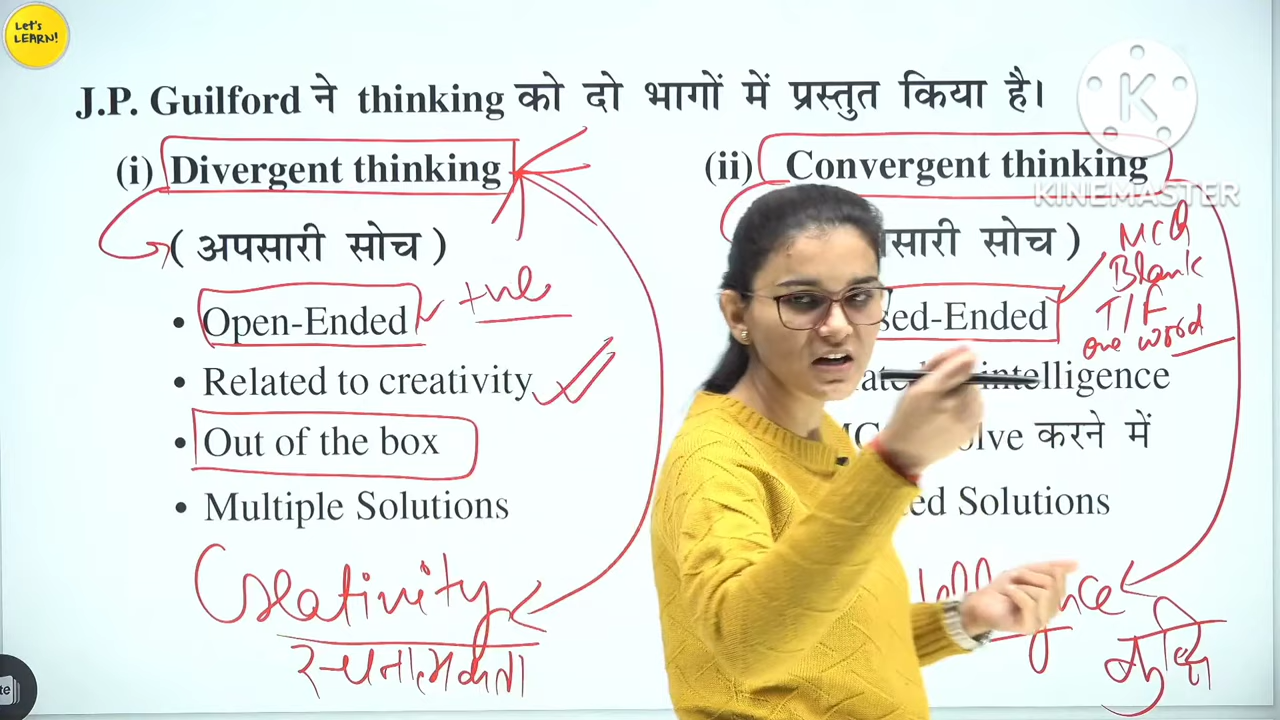 Let's
LEARN!
J.P. Guilford ने thinking को दो भागों में प्रस्तुत किया है।
K
KINEMASTER
(i) Divergent thinking
(अपसारी सोच)
• Open-Ended +ve
• Related to creativity
• Out of the box
• Multiple Solutions
Creativity
रचनात्मकता
(ii) Convergent thinking
सारी सोच)
sed-Ended
MCQ
Blank
T/F
one word
intelligence
olve करने में
ed Solutions
बुद्धि